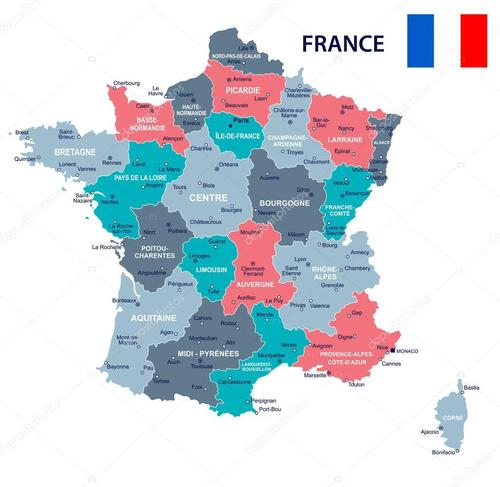 FRANCE
Lille
NORD-PAS-DE-CALAIS
Arras
Amiens
PICARDIE
Laon
Beauvais
Charleville-
Mézières
Cherbourg
Le
Havre
Rouen
HAUTE-
NORMANDIE
Évreux
Caen
BASSE-
NORMANDIE
Alençon
Paris
ÎLE-DE-FRANCE
Châlons-sur-
Marne
CHAMPAGNE-
ARDENNE
Troyes
Chaumont
Metz
Bar-le-
Duc
Nancy
LARRAINE
Épinal
Strasbourg
ALSACE
Colmar
Brest
Saint-
Brieuc
Quimper
BRETAGNE
Rennes
Lorient
Vannes
Laval
Le Mans
PAYS DE LA LOIRE
Angers
Saint-
Nazaire
Nantes
La Roche-
sur-Yon
Chartres
Orléans
Tours
Blois
CENTRE
Bourges
Châteauroux
Auxerre
Dijon
BOURGOGNE
Nevers
Mâcon
Vesoul
Besançon
FRANCHE-
COMTÉ
Lons-le-
Saunier
La Rochelle
Niort
Poitiers
POITOU-
CHARENTES
Angoulême
Guéret
Limoges
LIMOUSIN
Tulle
Moulins
Clermont-
Ferrand
AUVERGNE
Aurillac
Le Puy
Bourg
Annecy
Lyon
Saint
Etienne
RHÔNE
ALPES
Chambéry
Grenoble
Privas
Valence
Périgueux
Bordeaux
AQUITAINE
Agen
Mont-de-
Marsan
Pau
Cahors
Rodez
Albi
MIDI - PYRÉNÉES
Auch
Toulouse
Tarbes
Foix
Mende
Nîmes
Montpellier
LANGUEDOC-
ROUSSILLON
Carcassonne
Perpignan
Port-Bou
Gap
Digne
Avignon
PROVENCE-ALPES-
CÔTE-D'AZUR
Nice
MONACO
Cannes
Marseille
Toulon
Bastia
CORSE
Ajaccio
Bonifacio
depositphotos